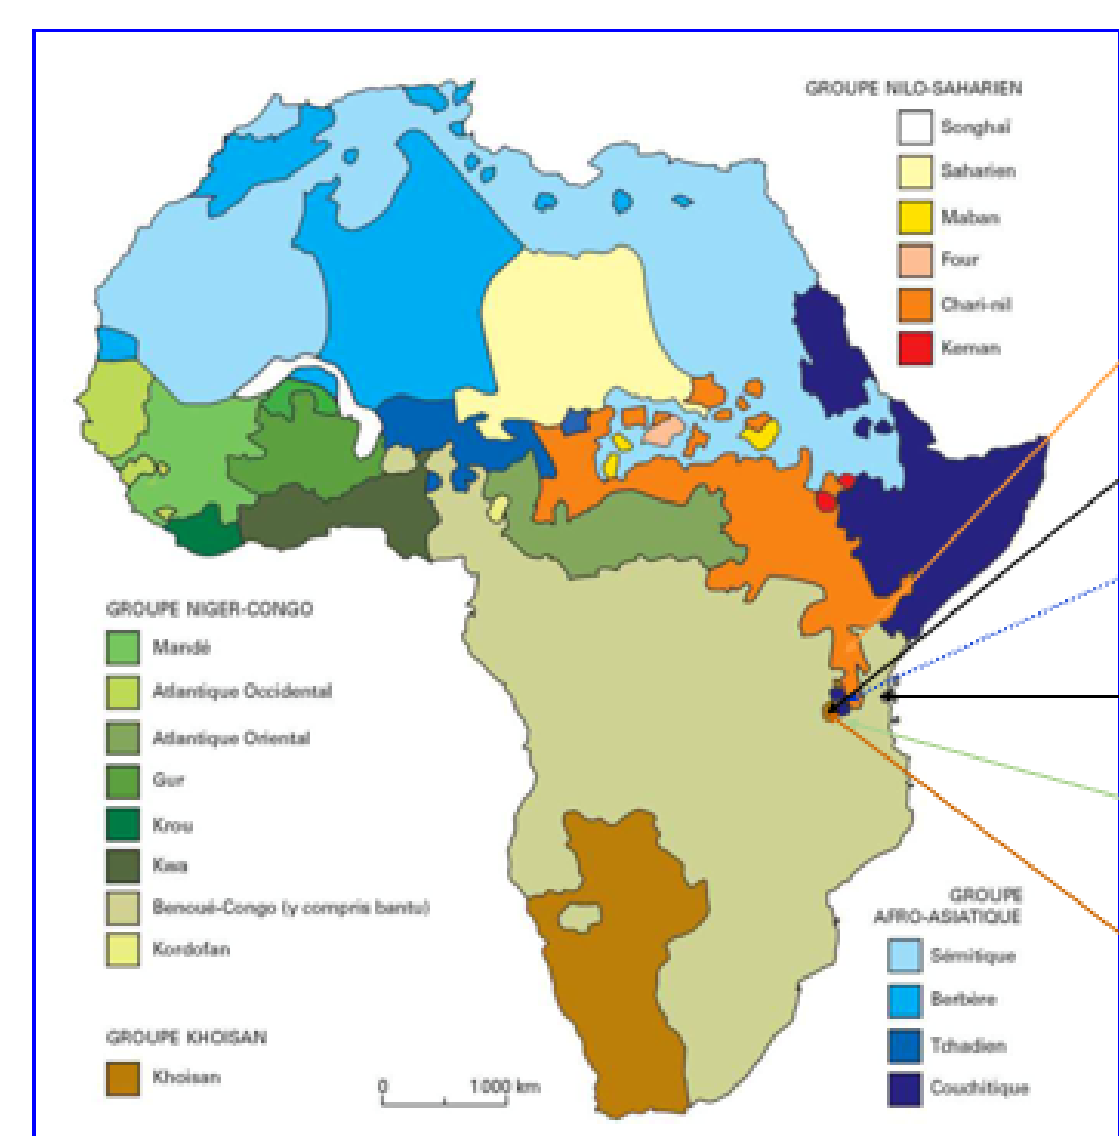 GROUPE NILO-SAHARIEN
Songhaï
Saharien
Maban
Four
Chari-nil
Koman
GROUPE NIGER-CONGO
Mandé
Atlantique Occidental
Atlantique Oriental
Gur
Krou
Kwa
Benoué-Congo (y compris bantu)
Kordofan
GROUPE KHOISAN
Khoisan
0 1000 km
GROUPE
AFRO-ASIATIQUE
Sémitique
Berbère
Tchadien
Couchitique